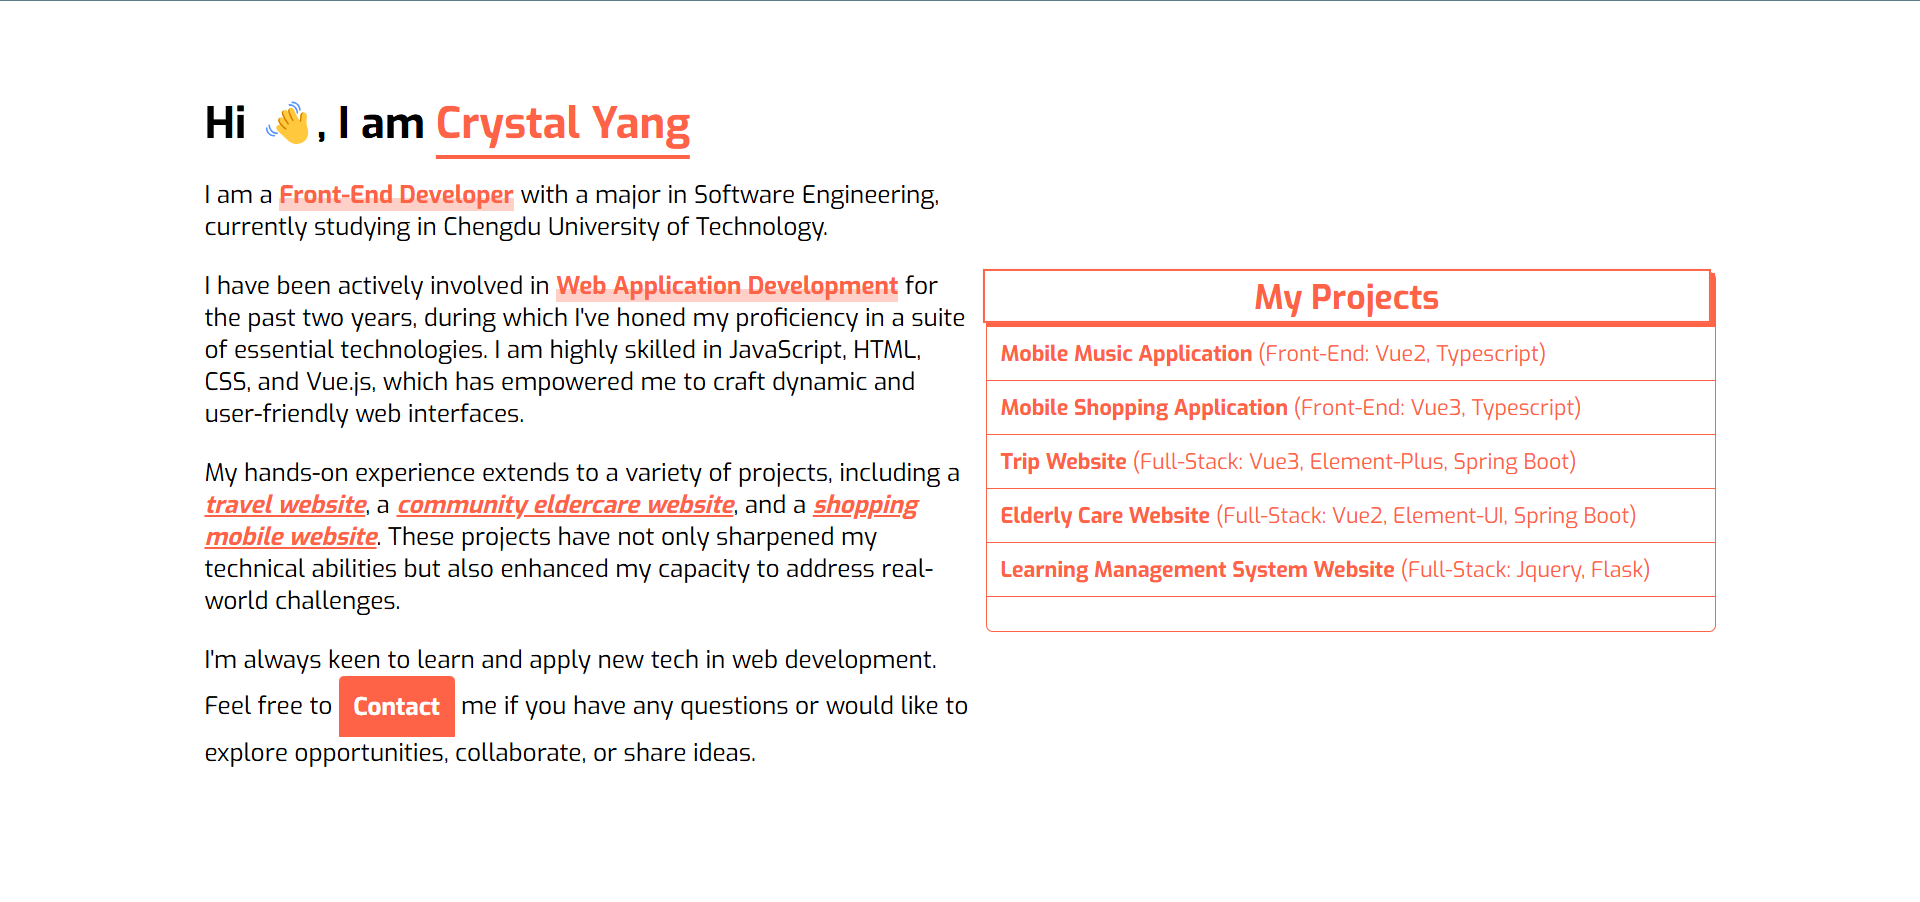 Hi 👋, I am Crystal Yang
I am a Front-End Developer with a major in Software Engineering,
currently studying in Chengdu University of Technology.
I have been actively involved in Web Application Development for
the past two years, during which I've honed my proficiency in a suite
of essential technologies. I am highly skilled in JavaScript, HTML,
CSS, and Vue.js, which has empowered me to craft dynamic and
user-friendly web interfaces.
My hands-on experience extends to a variety of projects, including a
travel website, a community eldercare website, and a shopping
mobile website. These projects have not only sharpened my
technical abilities but also enhanced my capacity to address real-
world challenges.
I'm always keen to learn and apply new tech in web development.
Feel free to Contact me if you have any questions or would like to
explore opportunities, collaborate, or share ideas.
My Projects
Mobile Music Application (Front-End: Vue2, Typescript)
Mobile Shopping Application (Front-End: Vue3, Typescript)
Trip Website (Full-Stack: Vue3, Element-Plus, Spring Boot)
Elderly Care Website (Full-Stack: Vue2, Element-UI, Spring Boot)
Learning Management System Website (Full-Stack: Jquery, Flask)